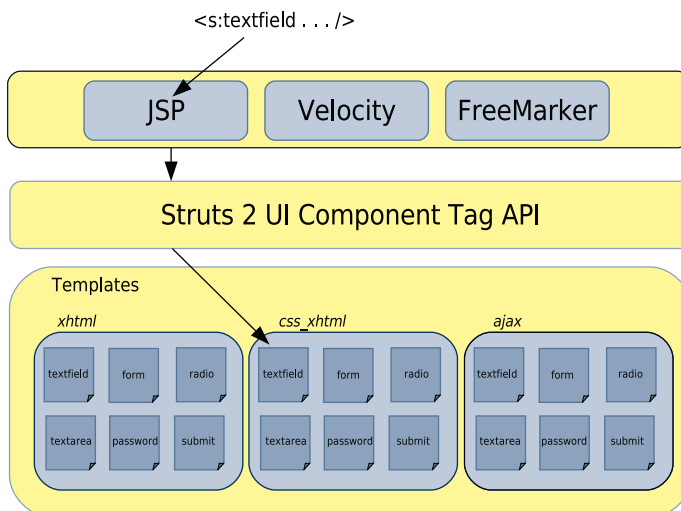 <s:textfield . . . />
JSP Velocity FreeMarker
Struts 2 UI Component Tag API
Templates
xhtml css_xhtml ajax
textfield form radio textfield form radio textfield form radio
textarea password submit textarea password submit textarea password submit